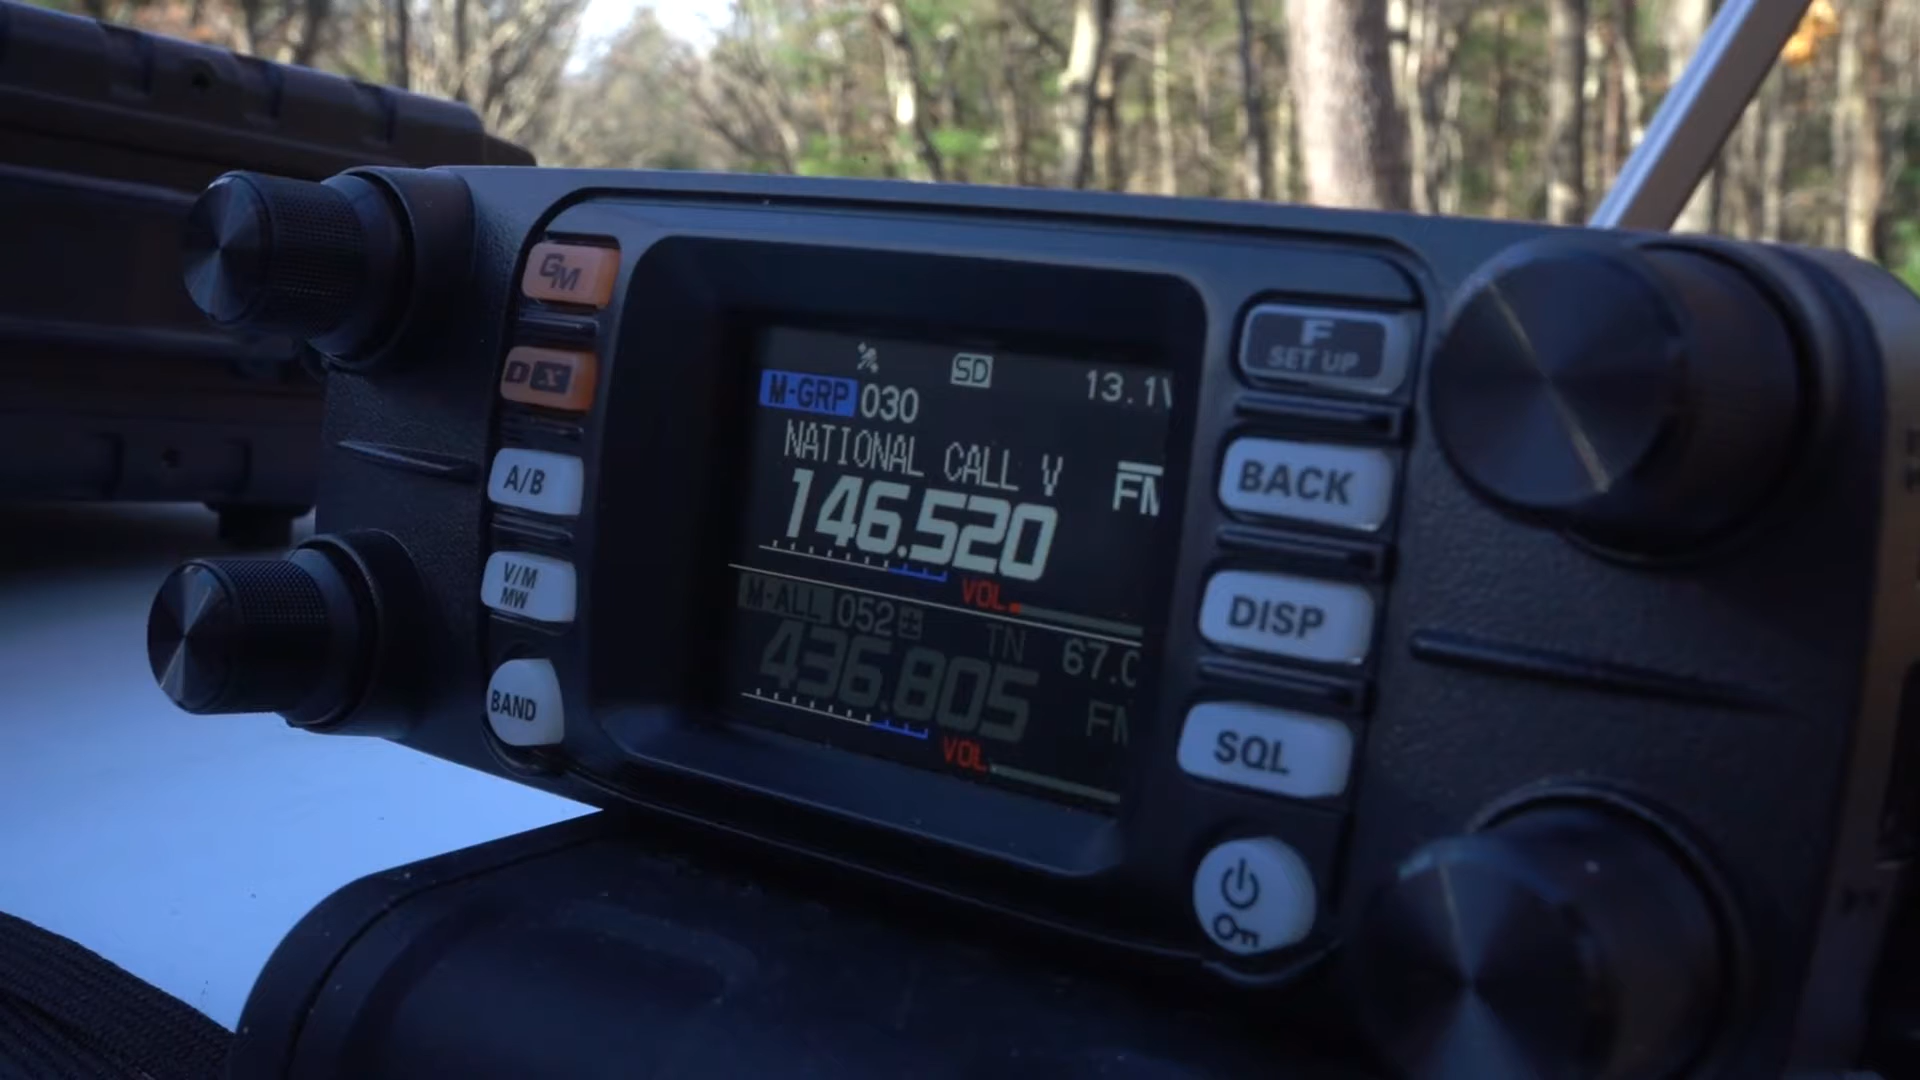 GM
D X
A/B
V/M
MW
BAND
SD 13.1V
M-GRP 030
NATIONAL CALL V
146.520 FM
VOL
M-ALL 052
TN 67.0
436.805 FM
VOL
F
SET UP
BACK
DISP
SQL